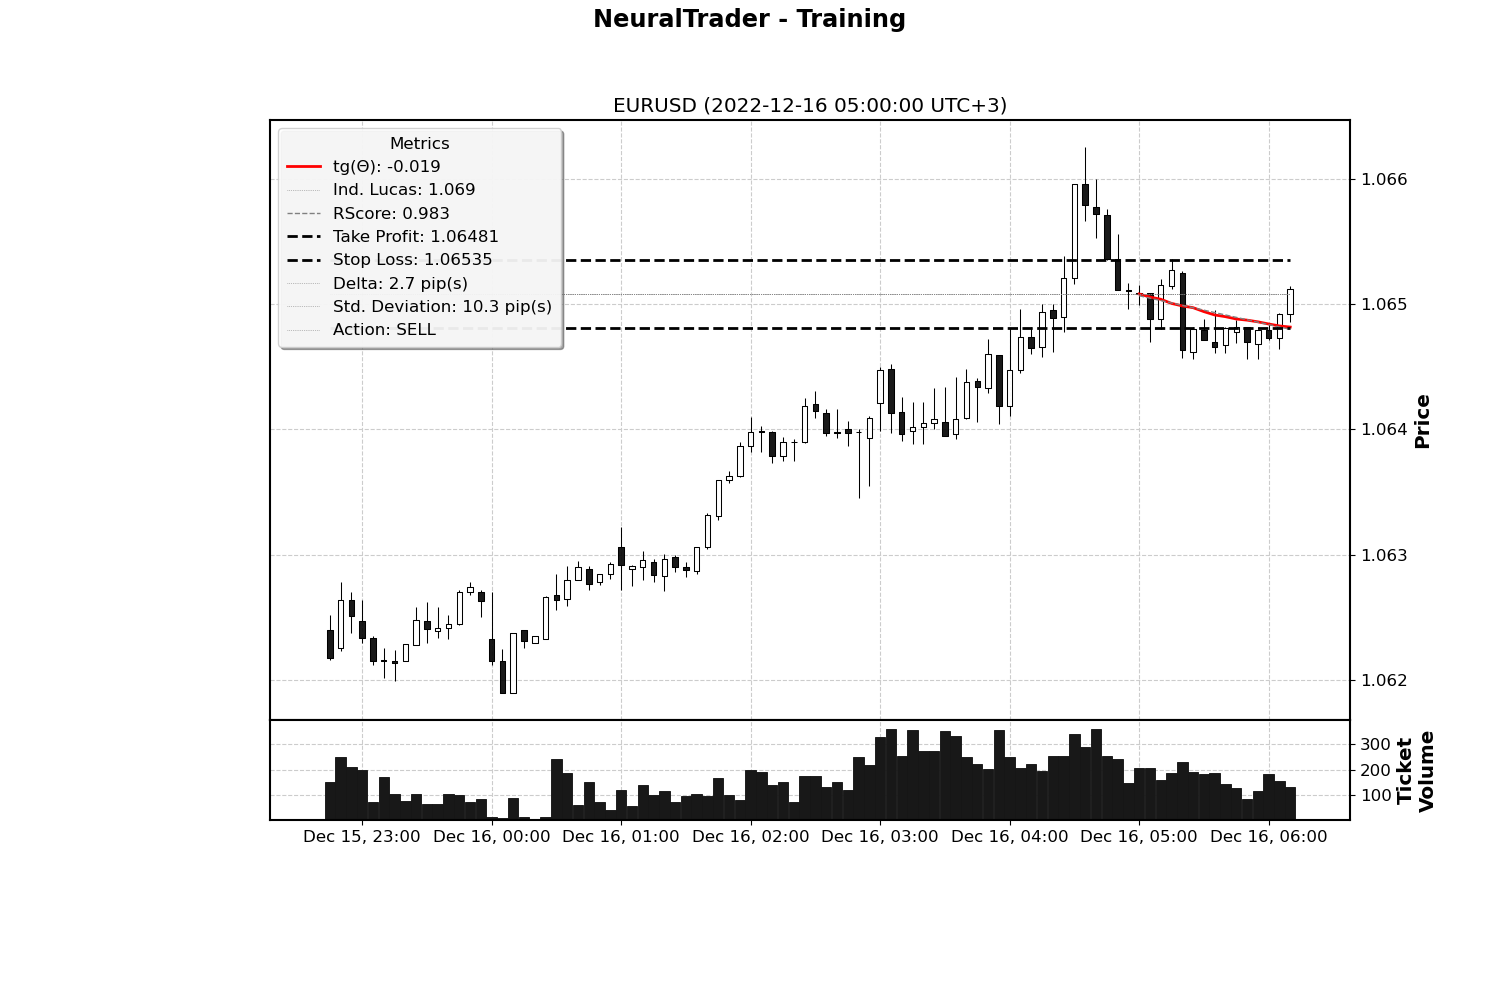 NeuralTrader - Training
EURUSD (2022-12-16 05:00:00 UTC+3)
Metrics
tg(Θ): -0.019
Ind. Lucas: 1.069
RScore: 0.983
Take Profit: 1.06481
Stop Loss: 1.06535
Delta: 2.7 pip(s)
Std. Deviation: 10.3 pip(s)
Action: SELL
1.066
1.065
1.064
1.063
1.062
Price
300
200
100
Ticket
Volume
Dec 15, 23:00
Dec 16, 00:00
Dec 16, 01:00
Dec 16, 02:00
Dec 16, 03:00
Dec 16, 04:00
Dec 16, 05:00
Dec 16, 06:00